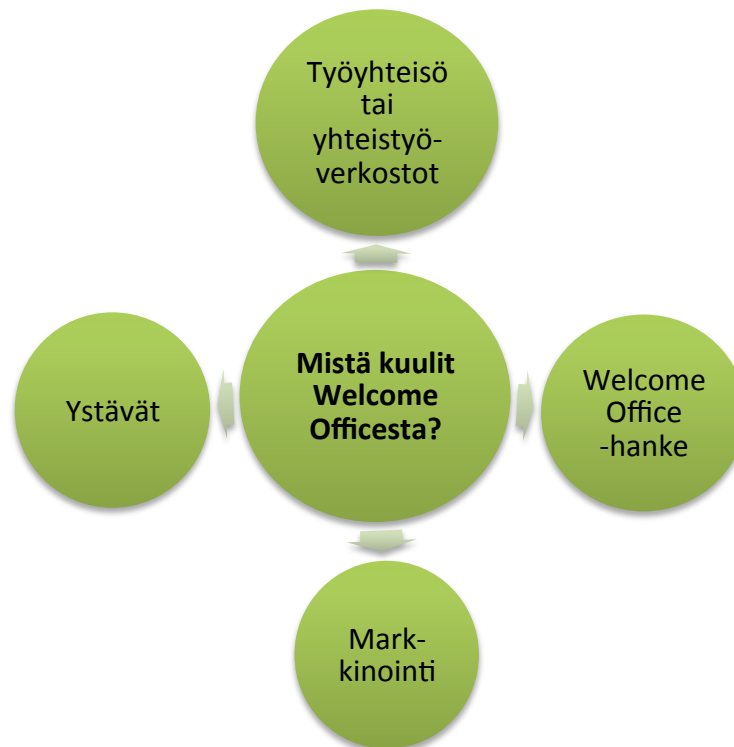 Työyhteisö
tai
yhteistyö-
verkostot
Mistä kuulit
Welcome
Officesta?
Ystävät
Welcome
Office
-hanke
Mark-
kinointi